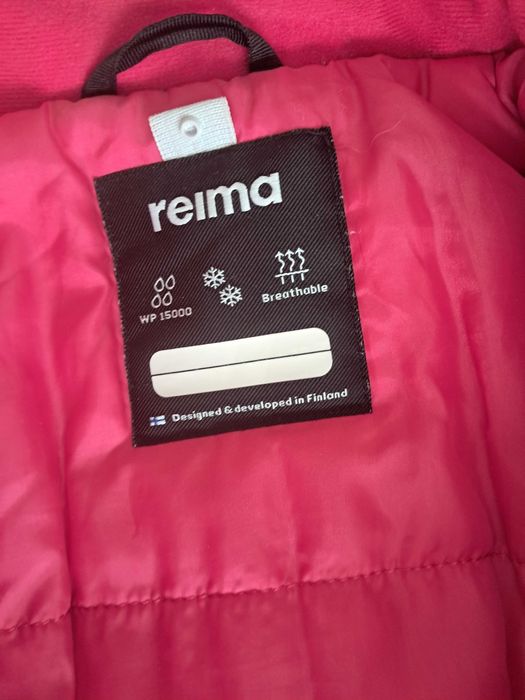 reima
WP 15000
Breathable
Designed & developed in Finland